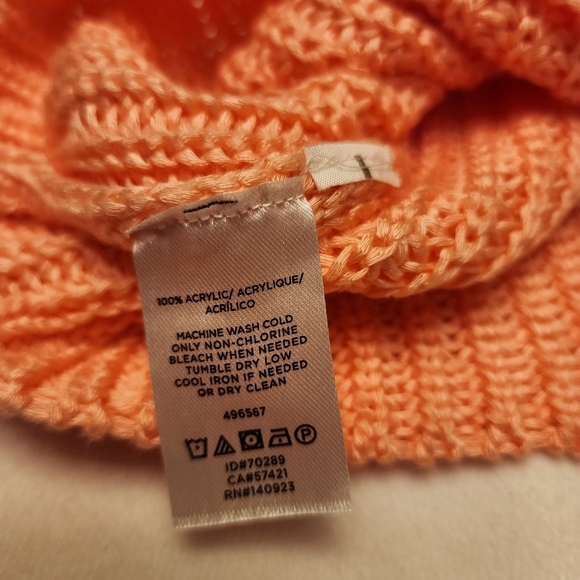 100% ACRYLIC/ ACRYLIQUE/
ACRÍLICO
MACHINE WASH COLD
ONLY NON-CHLORINE
BLEACH WHEN NEEDED
TUMBLE DRY LOW
COOL IRON IF NEEDED
OR DRY CLEAN
496567
P
ID#70289
CA#57421
RN#140923